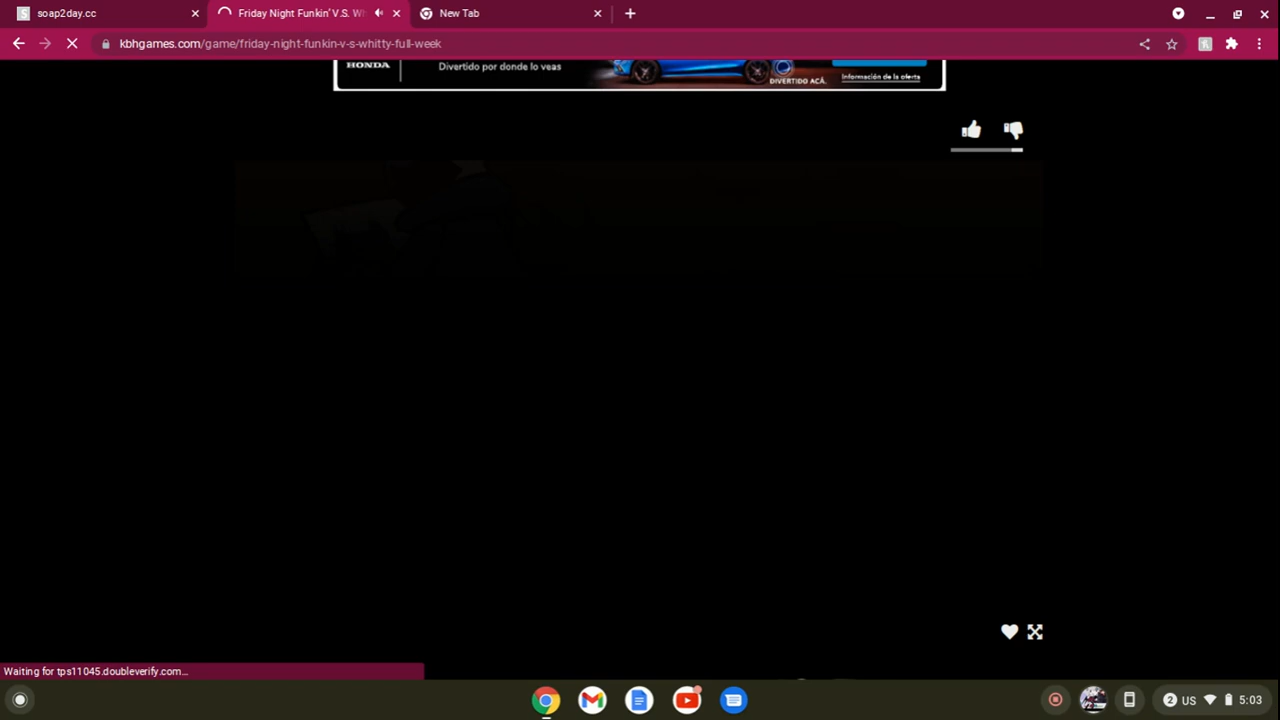 soap2day.cc
Friday Night Funkin' V.S. Wh
New Tab
kbhgames.com/game/friday-night-funkin-v-s-whitty-full-week
HONDA
Divertido por donde lo veas
DIVERTIDO ACÁ.
Información de la oferta
Waiting for tps11045.doubleverify.com...
2 US 5:03